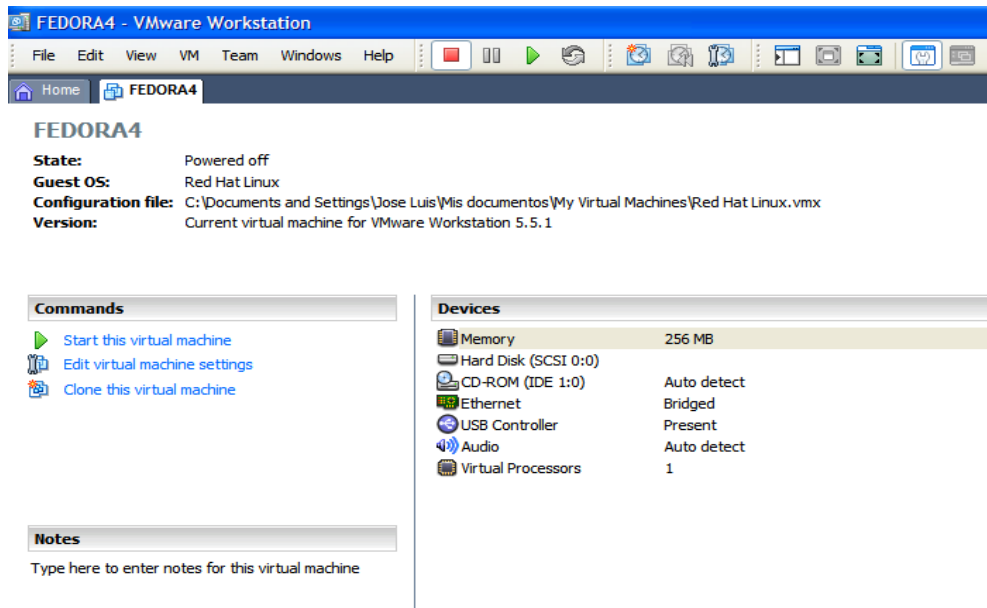 FEDORA4 - VMware Workstation
File Edit View VM Team Windows Help
Home FEDORA4
FEDORA4
State: Powered off
Guest OS: Red Hat Linux
Configuration file: C:\Documents and Settings\Jose Luis\Mis documentos\My Virtual Machines\Red Hat Linux.vmx
Version: Current virtual machine for VMware Workstation 5.5.1
Commands
Start this virtual machine
Edit virtual machine settings
Clone this virtual machine
Notes
Type here to enter notes for this virtual machine
Devices
Memory 256 MB
Hard Disk (SCSI 0:0)
CD-ROM (IDE 1:0) Auto detect
Ethernet Bridged
USB Controller Present
Audio Auto detect
Virtual Processors 1